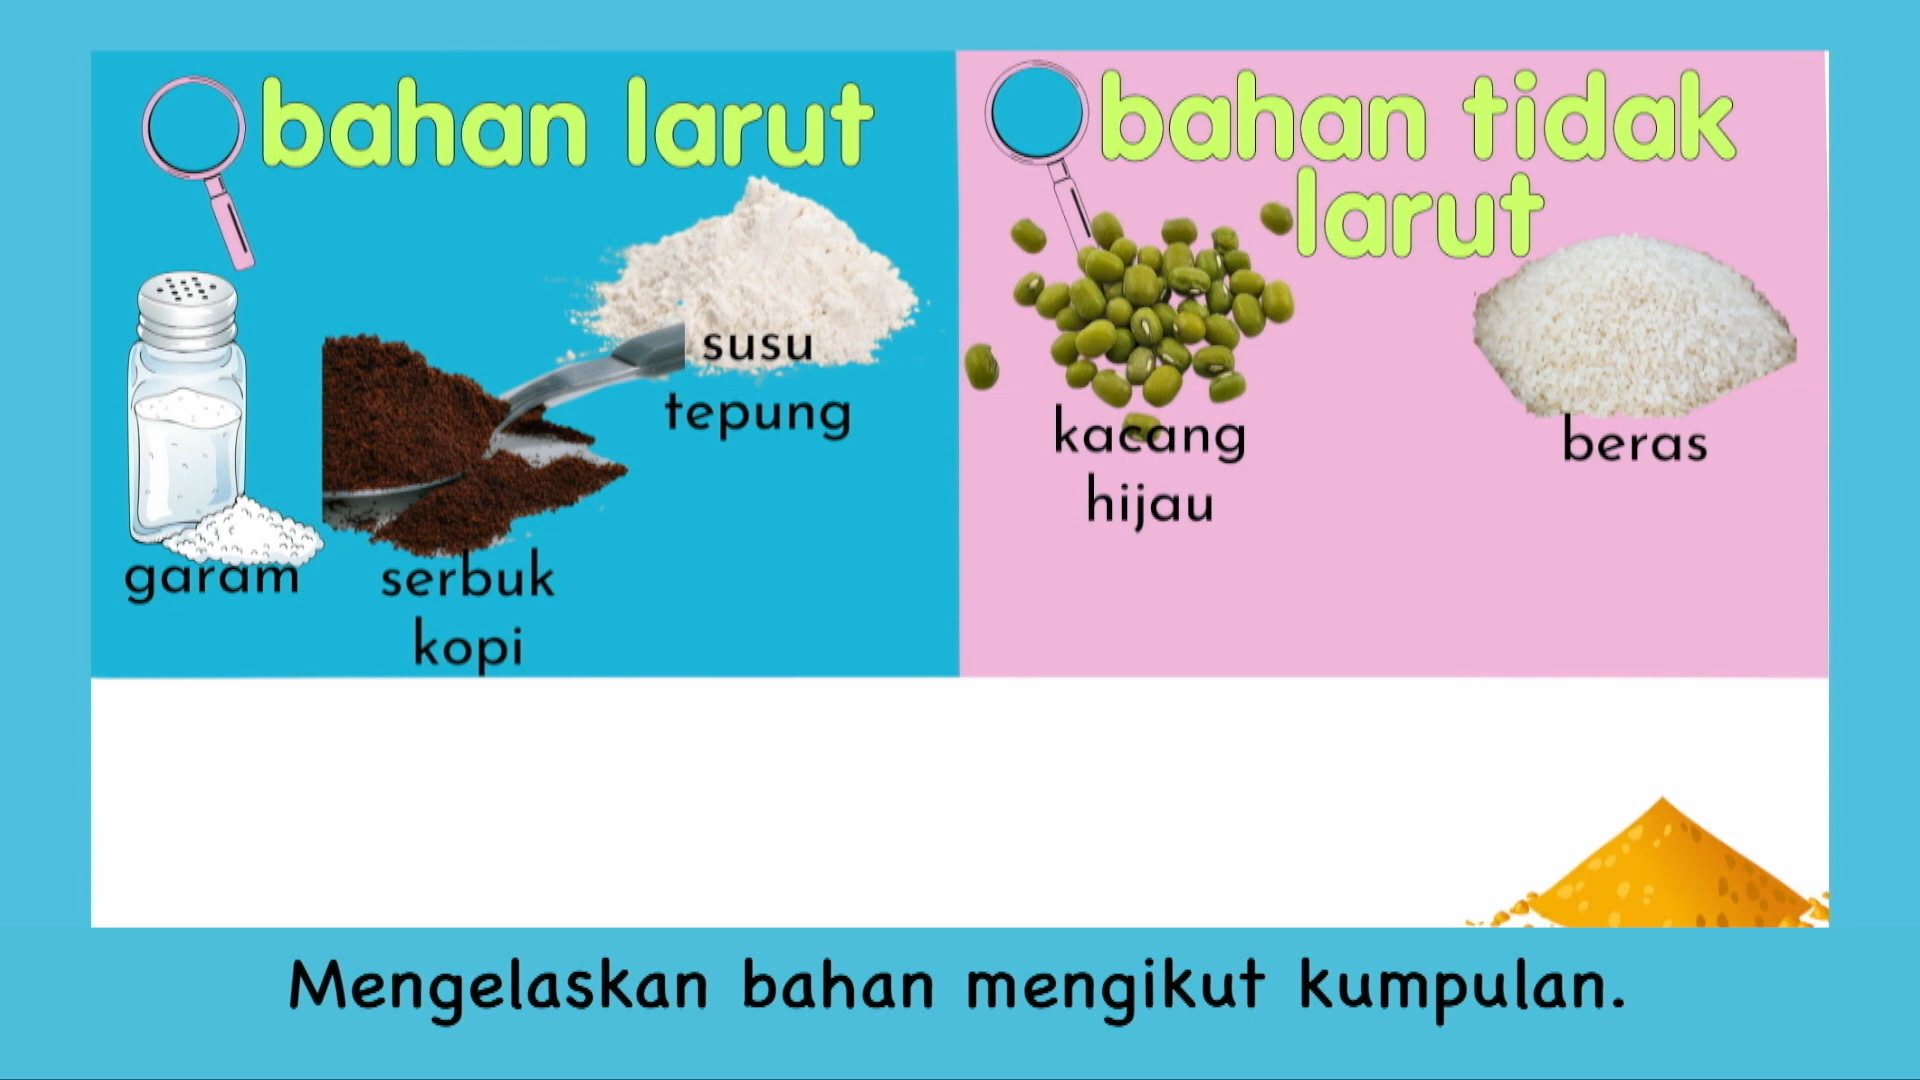 bahan larut
garam
serbuk
kopi
susu
tepung
bahan tidak
larut
kacang
hijau
beras
Mengelaskan bahan mengikut kumpulan.